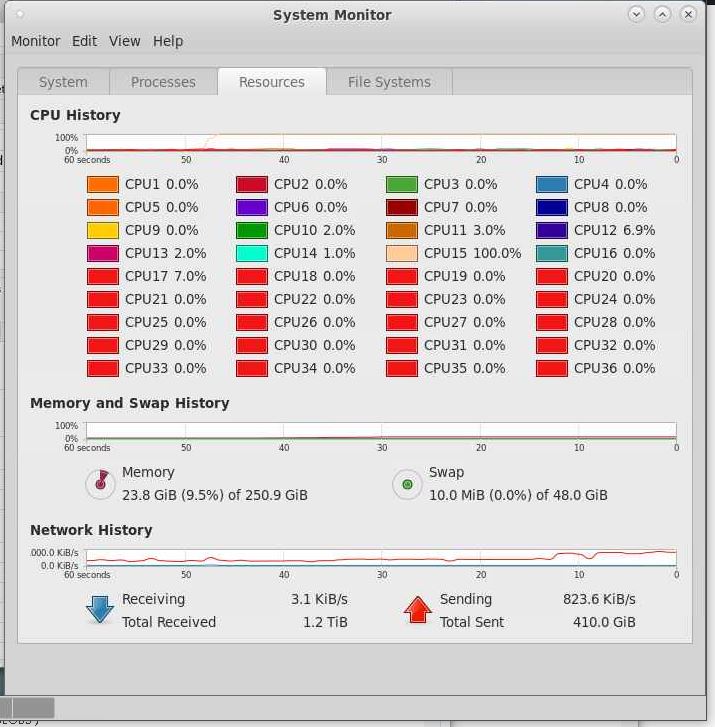 System Monitor
Monitor Edit View Help
System Processes Resources File Systems
CPU History
100%
0%
60 seconds 50 40 30 20 10 0
CPU1 0.0% CPU2 0.0% CPU3 0.0% CPU4 0.0%
CPU5 0.0% CPU6 0.0% CPU7 0.0% CPU8 0.0%
CPU9 0.0% CPU10 2.0% CPU11 3.0% CPU12 6.9%
CPU13 2.0% CPU14 1.0% CPU15 100.0% CPU16 0.0%
CPU17 7.0% CPU18 0.0% CPU19 0.0% CPU20 0.0%
CPU21 0.0% CPU22 0.0% CPU23 0.0% CPU24 0.0%
CPU25 0.0% CPU26 0.0% CPU27 0.0% CPU28 0.0%
CPU29 0.0% CPU30 0.0% CPU31 0.0% CPU32 0.0%
CPU33 0.0% CPU34 0.0% CPU35 0.0% CPU36 0.0%
Memory and Swap History
100%
0%
60 seconds 50 40 30 20 10 0
Memory Swap
23.8 GiB (9.5%) of 250.9 GiB 10.0 MiB (0.0%) of 48.0 GiB
Network History
000.0 KiB/s
0.0 KiB/s
60 seconds 50 40 30 20 10 0
Receiving 3.1 KiB/s Sending 823.6 KiB/s
Total Received 1.2 TiB Total Sent 410.0 GiB